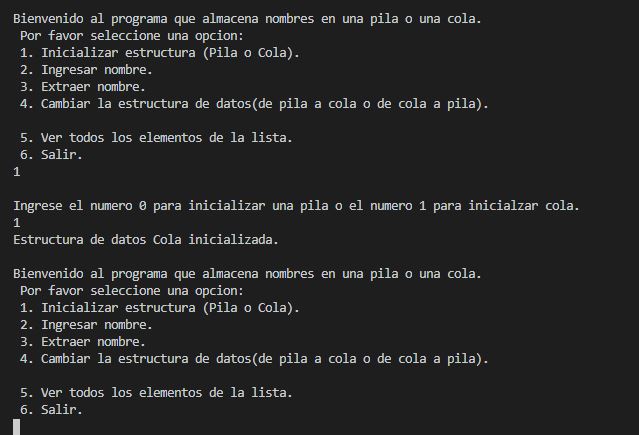 Bienvenido al programa que almacena nombres en una pila o una cola.
Por favor seleccione una opcion:
1. Inicializar estructura (Pila o Cola).
2. Ingresar nombre.
3. Extraer nombre.
4. Cambiar la estructura de datos(de pila a cola o de cola a pila).
5. Ver todos los elementos de la lista.
6. Salir.
1
Ingrese el numero 0 para inicializar una pila o el numero 1 para inicialzar cola.
1
Estructura de datos Cola inicializada.
Bienvenido al programa que almacena nombres en una pila o una cola.
Por favor seleccione una opcion:
1. Inicializar estructura (Pila o Cola).
2. Ingresar nombre.
3. Extraer nombre.
4. Cambiar la estructura de datos(de pila a cola o de cola a pila).
5. Ver todos los elementos de la lista.
6. Salir.